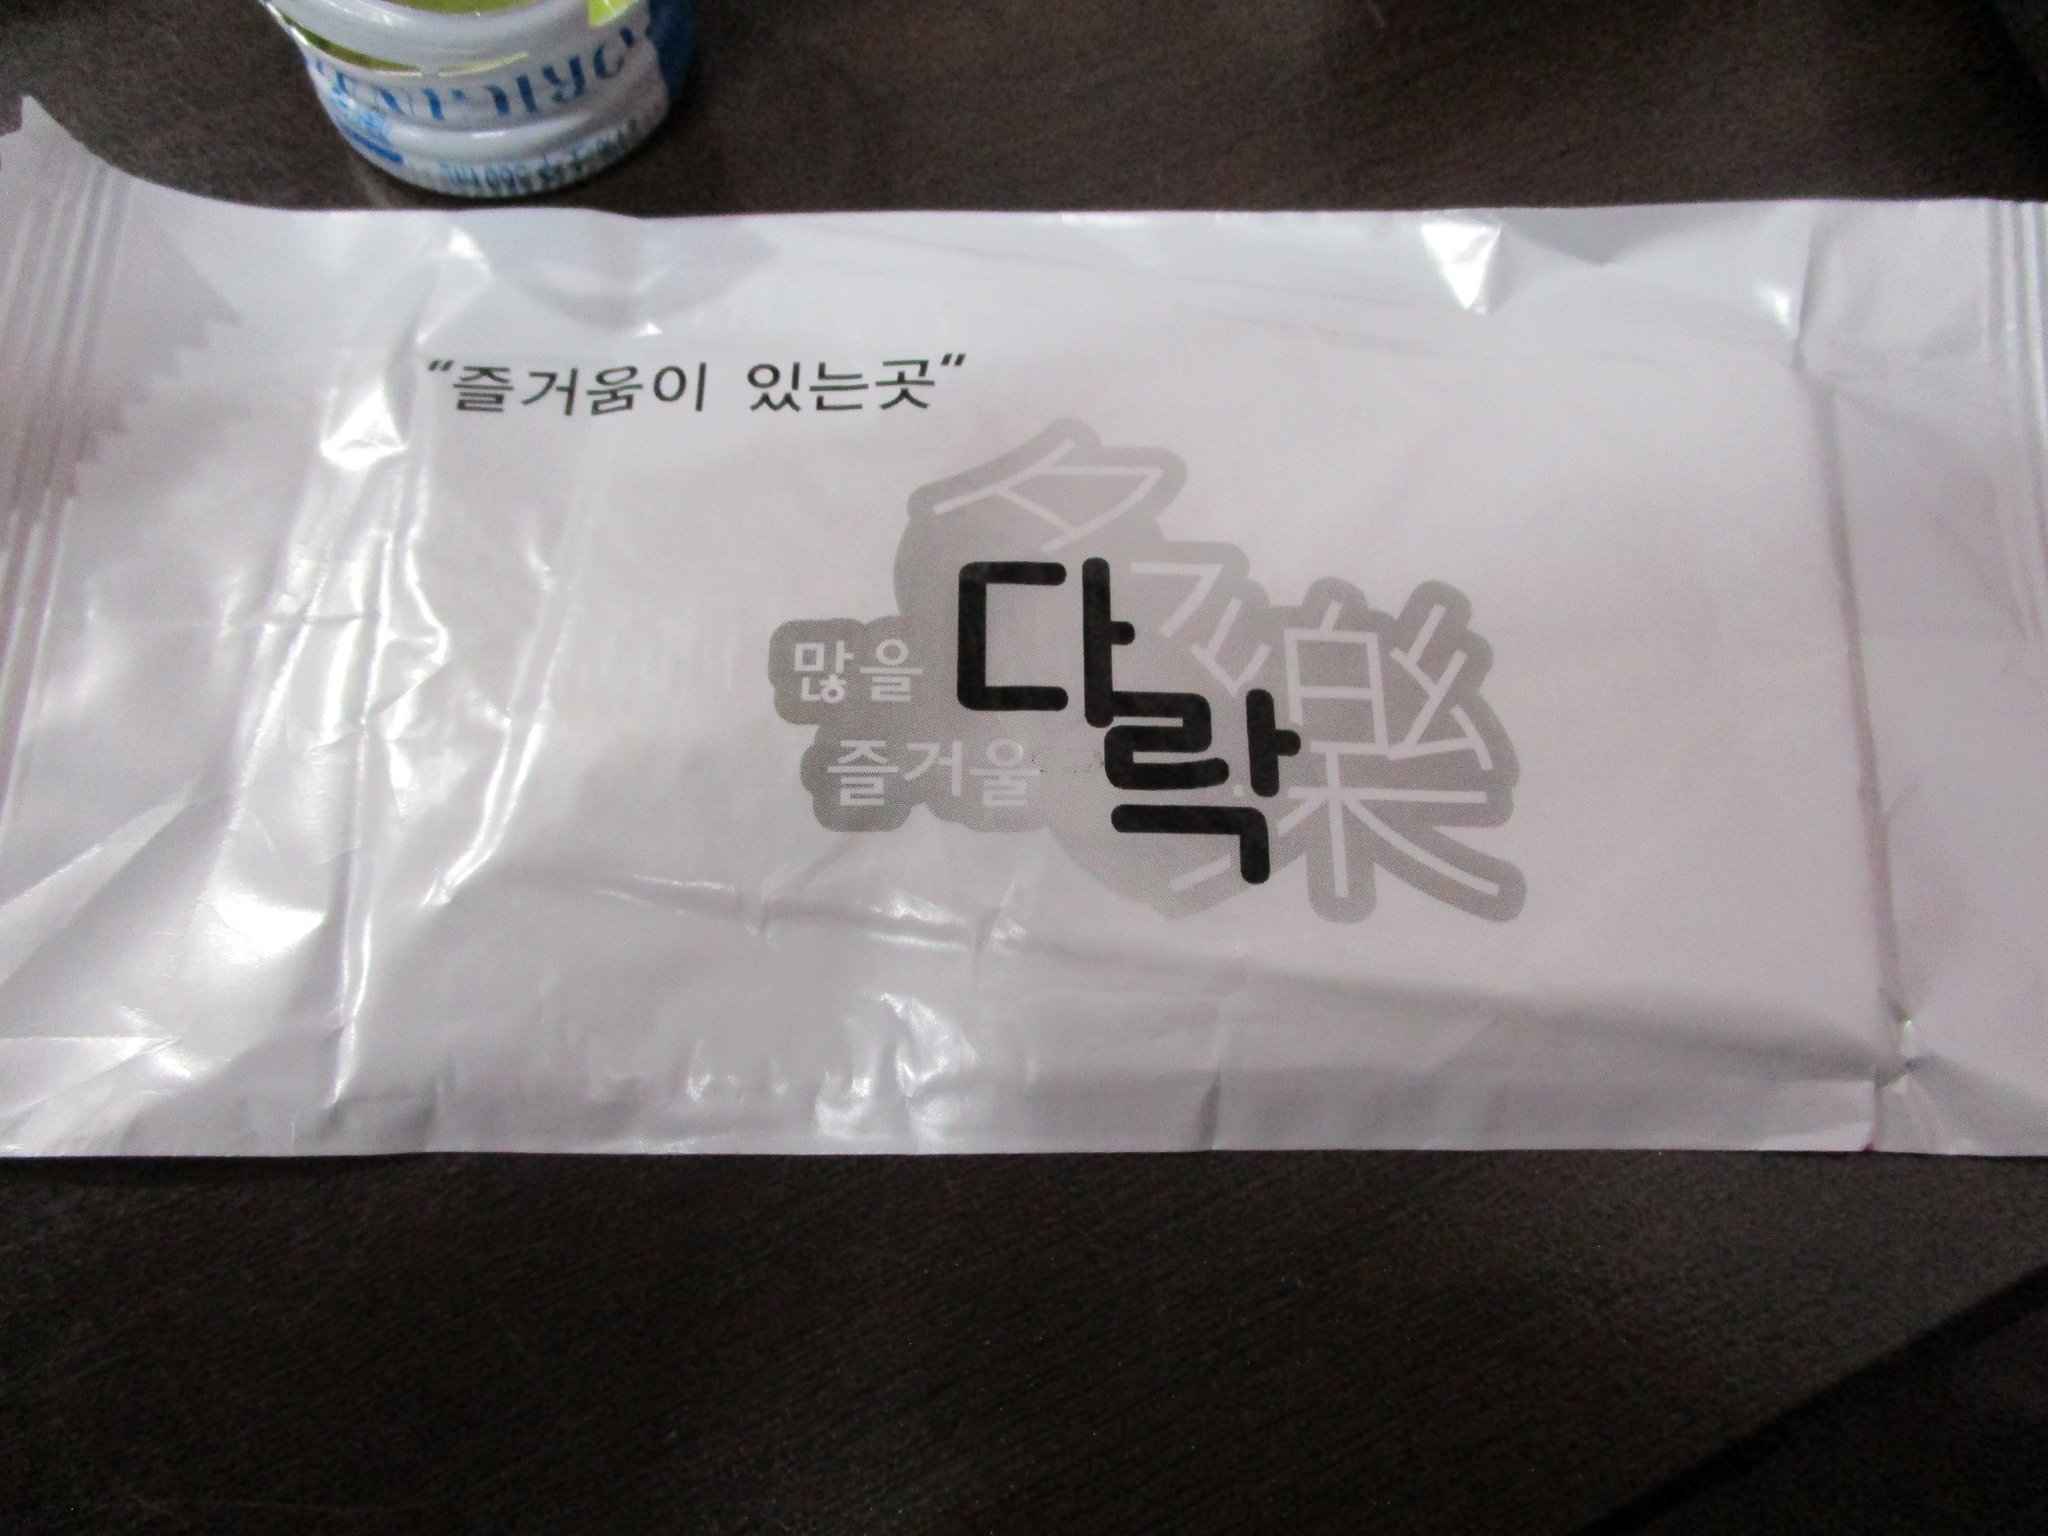 "즐거움이 있는곳"
多樂
많을 다
즐거울 락